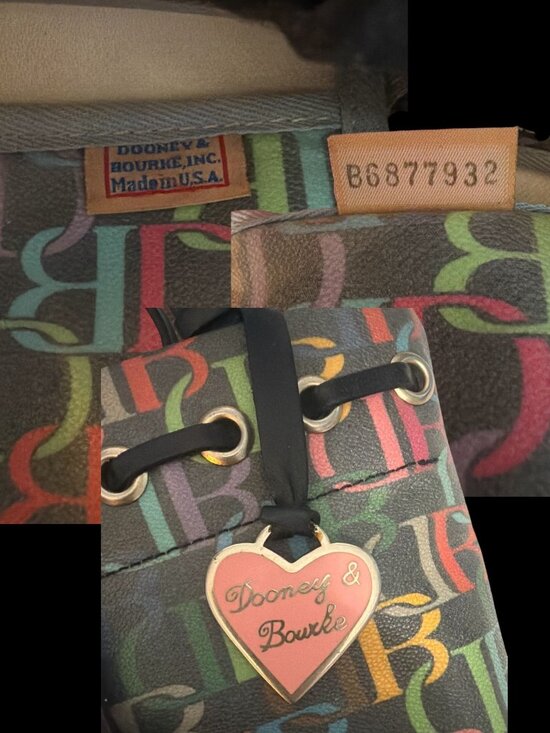 DOONEY &
BOURKE, INC.
Made in U.S.A.
B6877932
Dooney &
Bourke